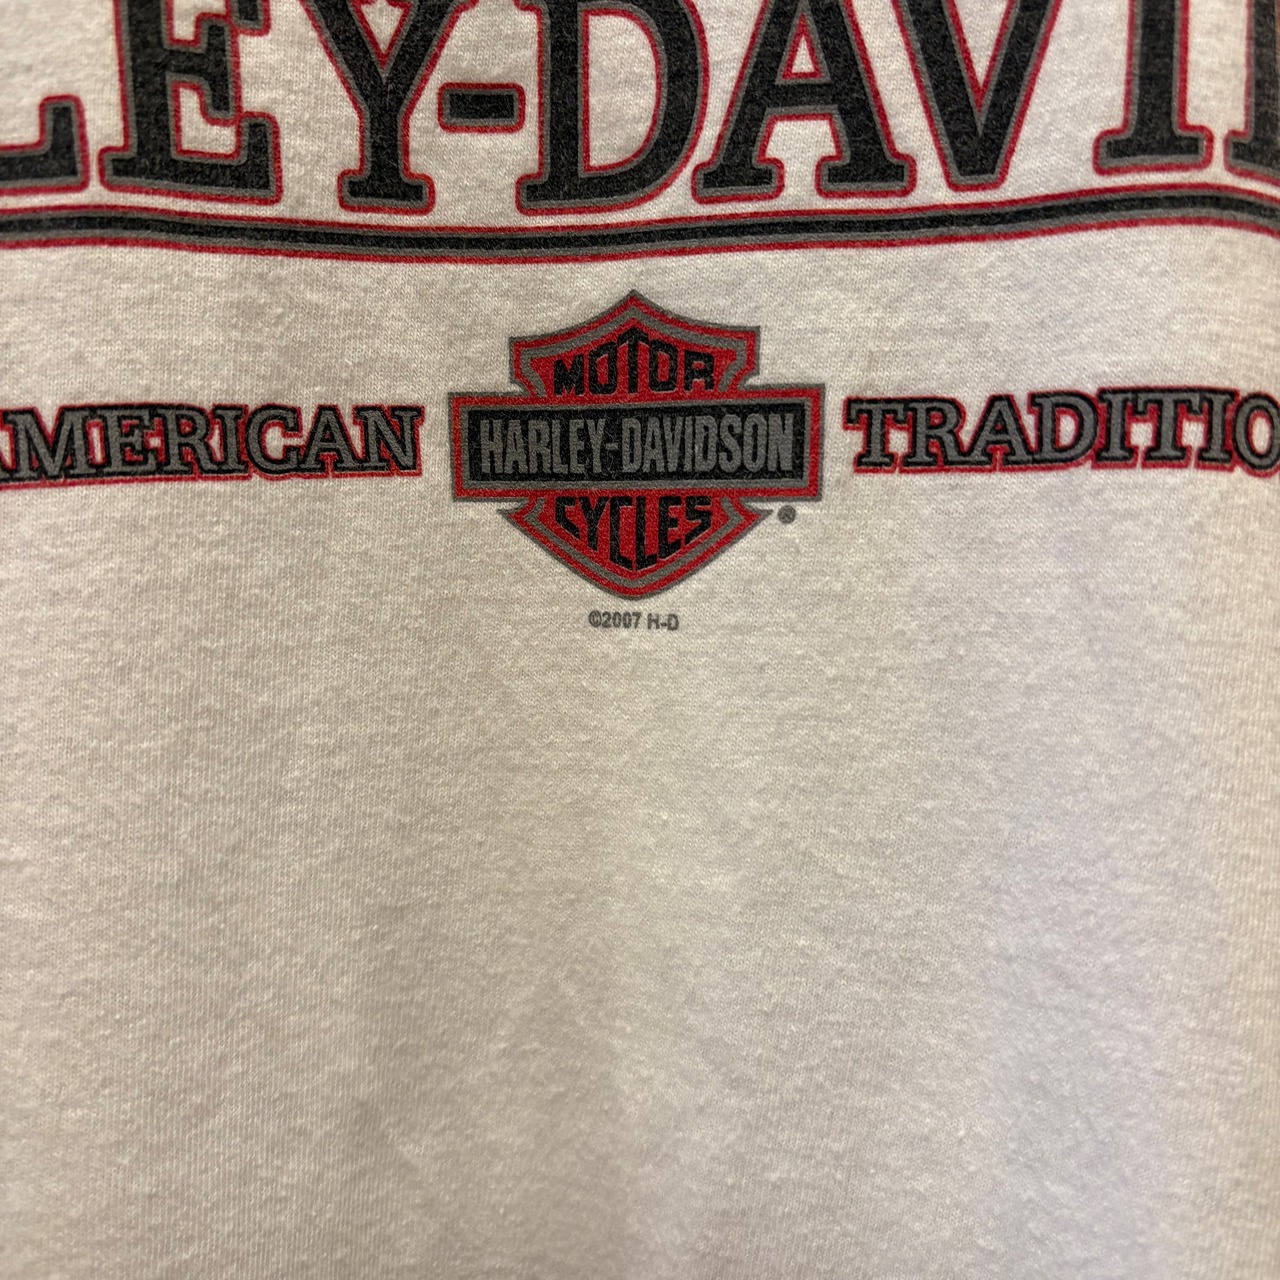 LEY-DAVI
MOTOR
AMERICAN HARLEY-DAVIDSON TRADITIO
CYCLES ®
©2007 H-D